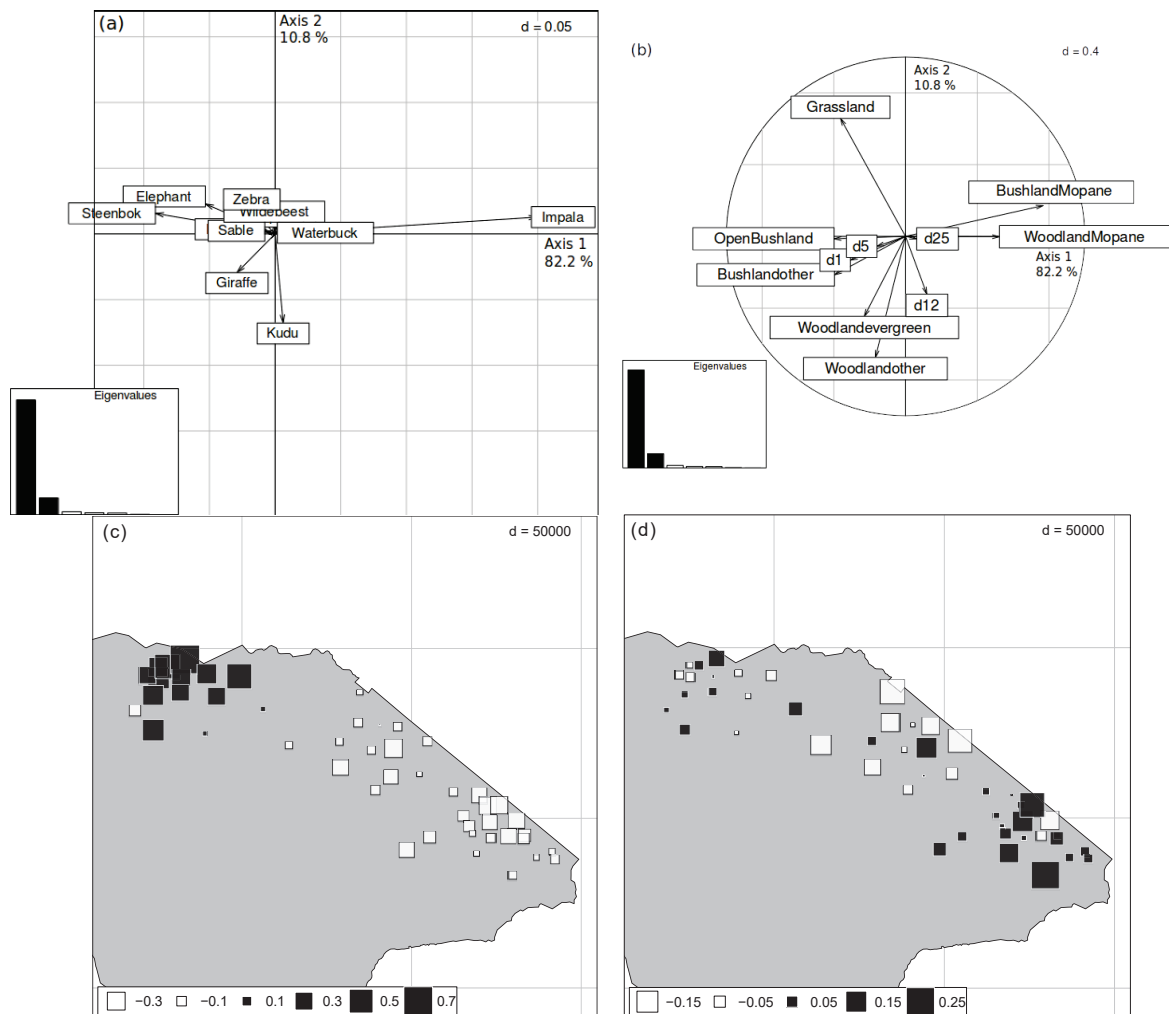 (a)
Axis 2
10.8 %
d = 0.05
Elephant
Zebra
Wildebeest
Steenbok
Sable
Waterbuck
Impala
Axis 1
82.2 %
Giraffe
Kudu
Eigenvalues
(b)
d = 0.4
Axis 2
10.8 %
Grassland
BushlandMopane
OpenBushland
d5
d25
WoodlandMopane
d1
Axis 1
82.2 %
Bushlandother
d12
Woodlandevergreen
Woodlandother
Eigenvalues
(c)
d = 50000
−0.3 −0.1 0.1 0.3 0.5 0.7
(d)
d = 50000
−0.15 −0.05 0.05 0.15 0.25